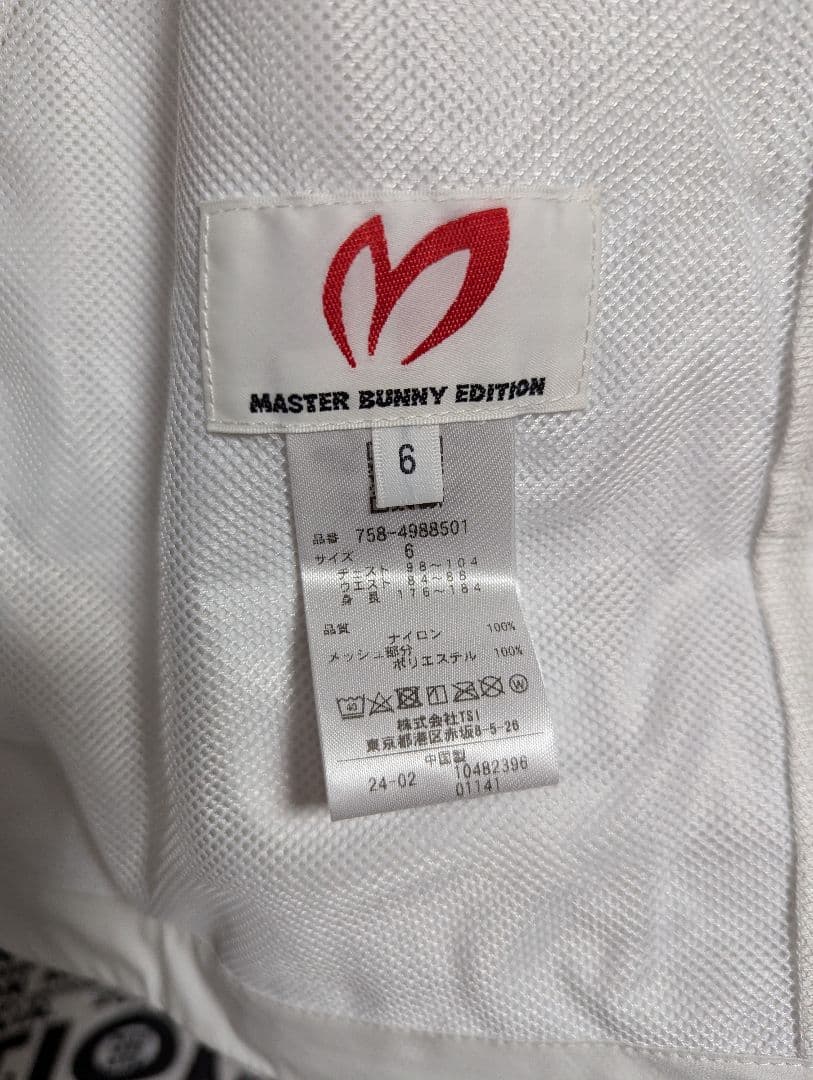 MASTER BUNNY EDITION
6
品番 758-4988501
サイズ 6
チェスト 98～104
ウエスト 84～88
身長 176～184
品質 ナイロン 100%
メッシュ部分
ポリエステル 100%
40 W
株式会社TSI
東京都港区赤坂8-5-26
中国製
24-02 10482396
01141
TION